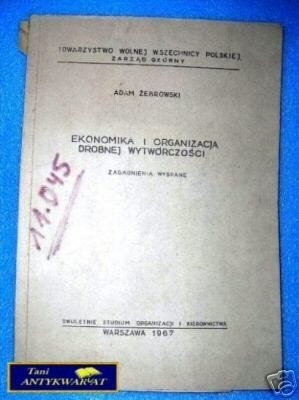 TOWARZYSTWO WOLNEJ WSZECHNICY POLSKIEJ
ZARZĄD GŁÓWNY
ADAM ŻEBROWSKI
EKONOMIKA I ORGANIZACJA
DROBNEJ WYTWÓRCZOŚCI
ZAGADNIENIA WYBRANE
11.045
DWULETNIE STUDIUM ORGANIZACJI I KIEROWNICTWA
WARSZAWA 1967
Tani
ANTYKWARIAT